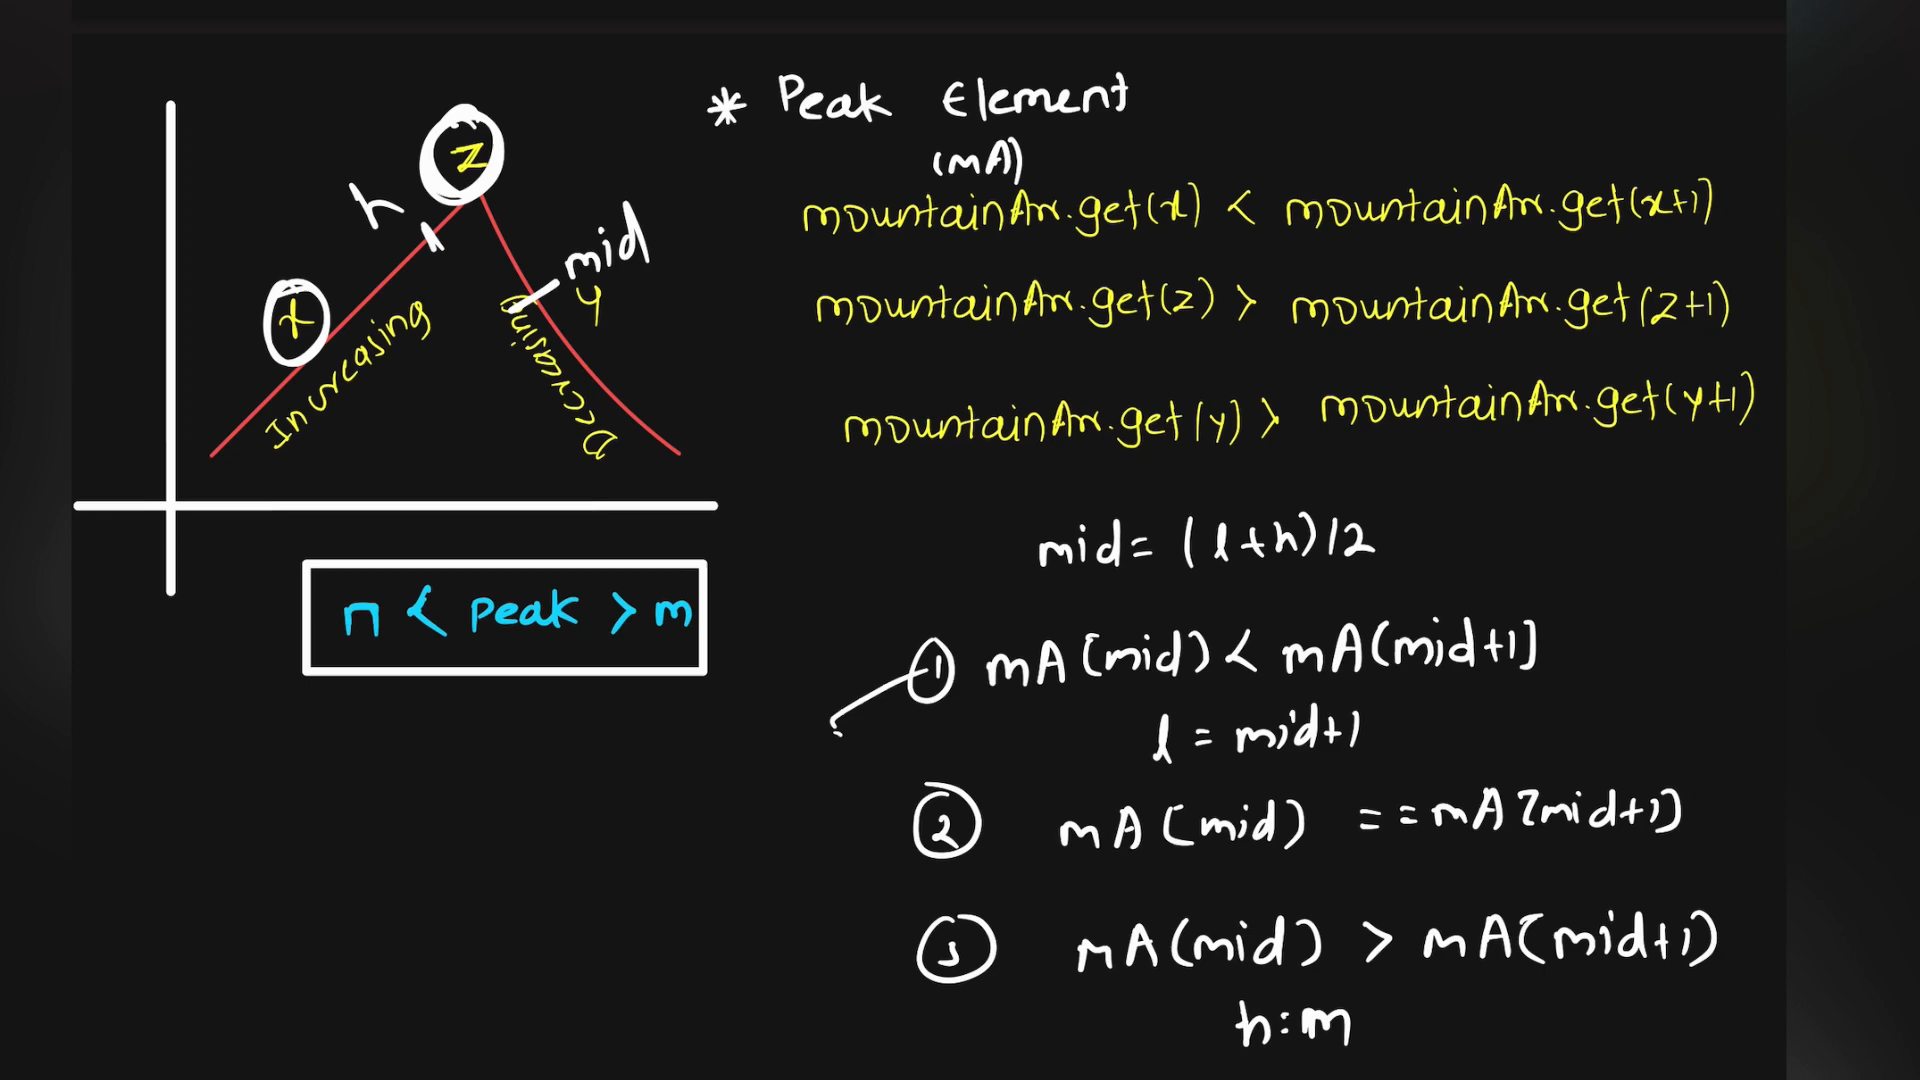 * Peak Element
(mA)
mountainArr.get(x) < mountainArr.get(x+1)
mountainArr.get(z) > mountainArr.get(z+1)
mountainArr.get(y) > mountainArr.get(y+1)
z
h
mid
y
x
Increasing
Decreasing
n < peak > m
mid= (l+h)/2
1 mA[mid) < mA(mid+1]
l = mid+1
2 mA[mid) == mA[mid+1]
3 mA(mid) > mA(mid+1)
h=m